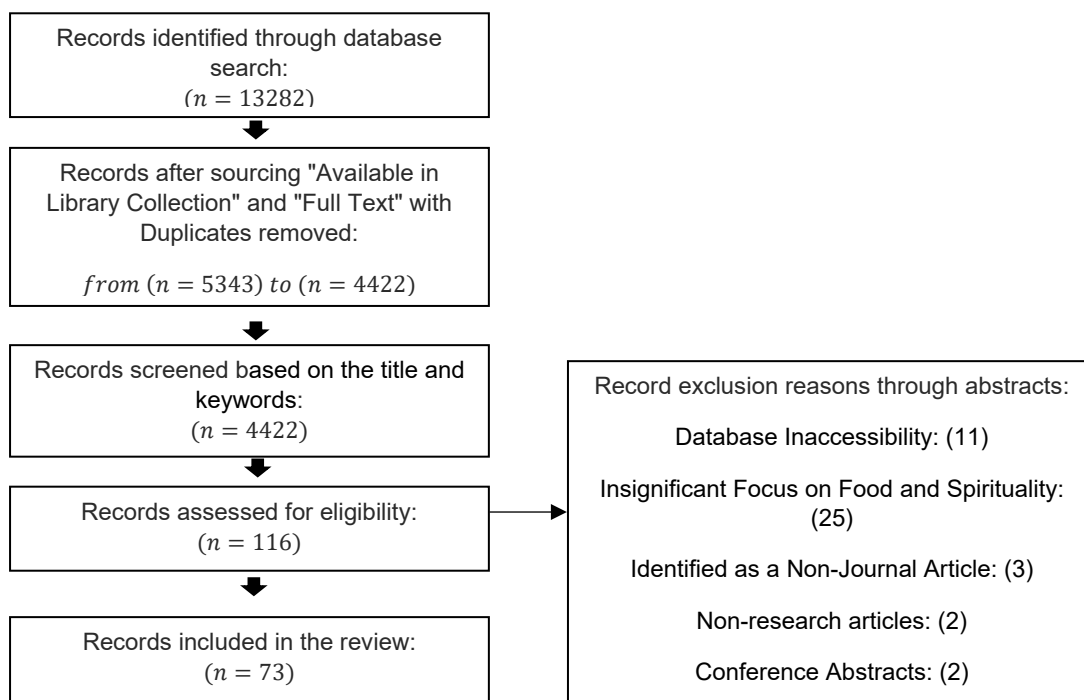 Records identified through database
search:
(n = 13282)
Records after sourcing "Available in
Library Collection" and "Full Text" with
Duplicates removed:
from (n = 5343) to (n = 4422)
Records screened based on the title and
keywords:
(n = 4422)
Records assessed for eligibility:
(n = 116)
Records included in the review:
(n = 73)
Record exclusion reasons through abstracts:
Database Inaccessibility: (11)
Insignificant Focus on Food and Spirituality:
(25)
Identified as a Non-Journal Article: (3)
Non-research articles: (2)
Conference Abstracts: (2)